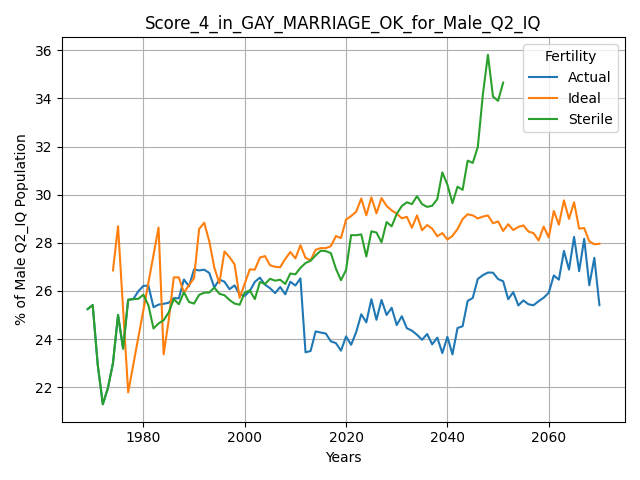 Score_4_in_GAY_MARRIAGE_OK_for_Male_Q2_IQ
% of Male Q2_IQ Population
36
34
32
30
28
26
24
22
Fertility
Actual
Ideal
Sterile
1980
2000
2020
2040
2060
Years